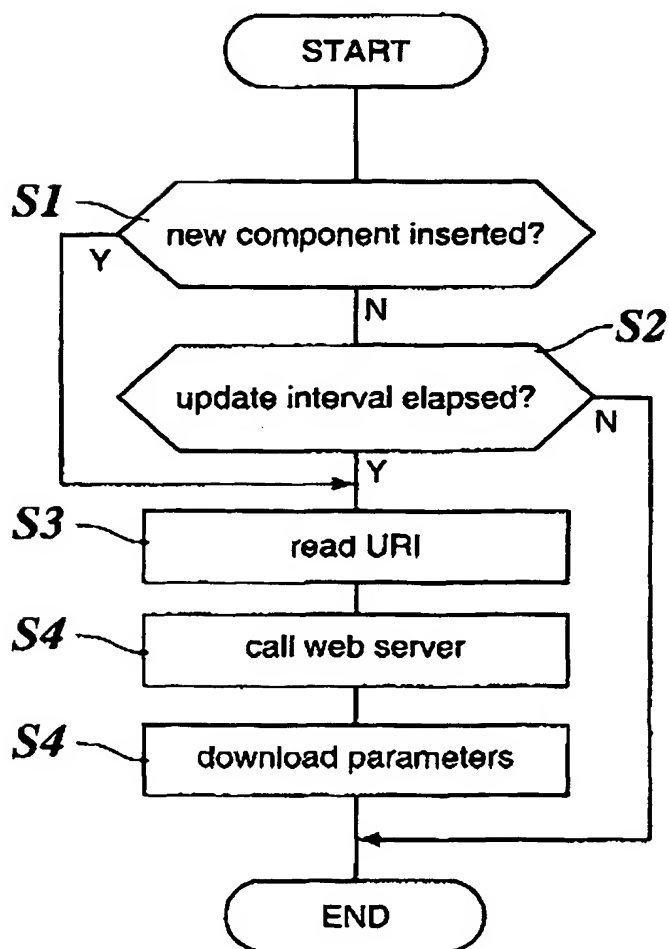 START
S1
new component inserted?
Y
N
S2
update interval elapsed?
N
Y
S3
read URI
S4
call web server
S4
download parameters
END